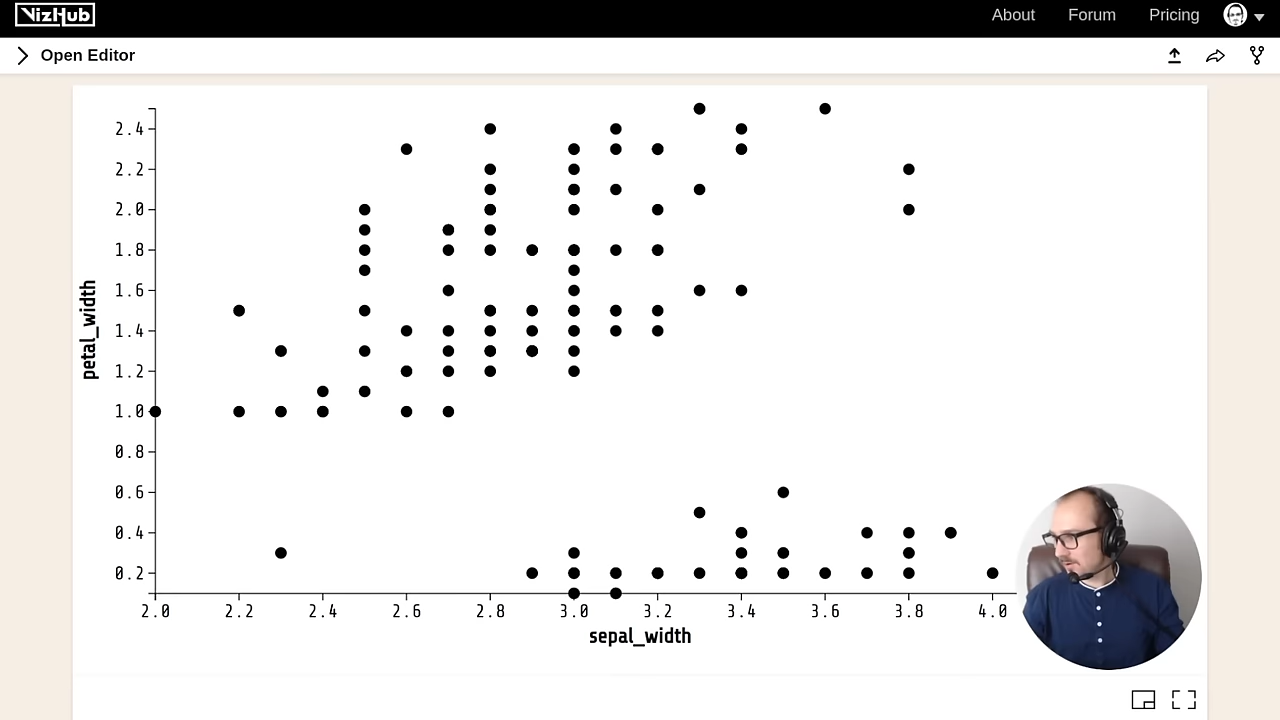 VizHub
About Forum Pricing
Open Editor
2.4
2.2
2.0
1.8
1.6
1.4
1.2
1.0
0.8
0.6
0.4
0.2
petal_width
2.0 2.2 2.4 2.6 2.8 3.0 3.2 3.4 3.6 3.8 4.0
sepal_width